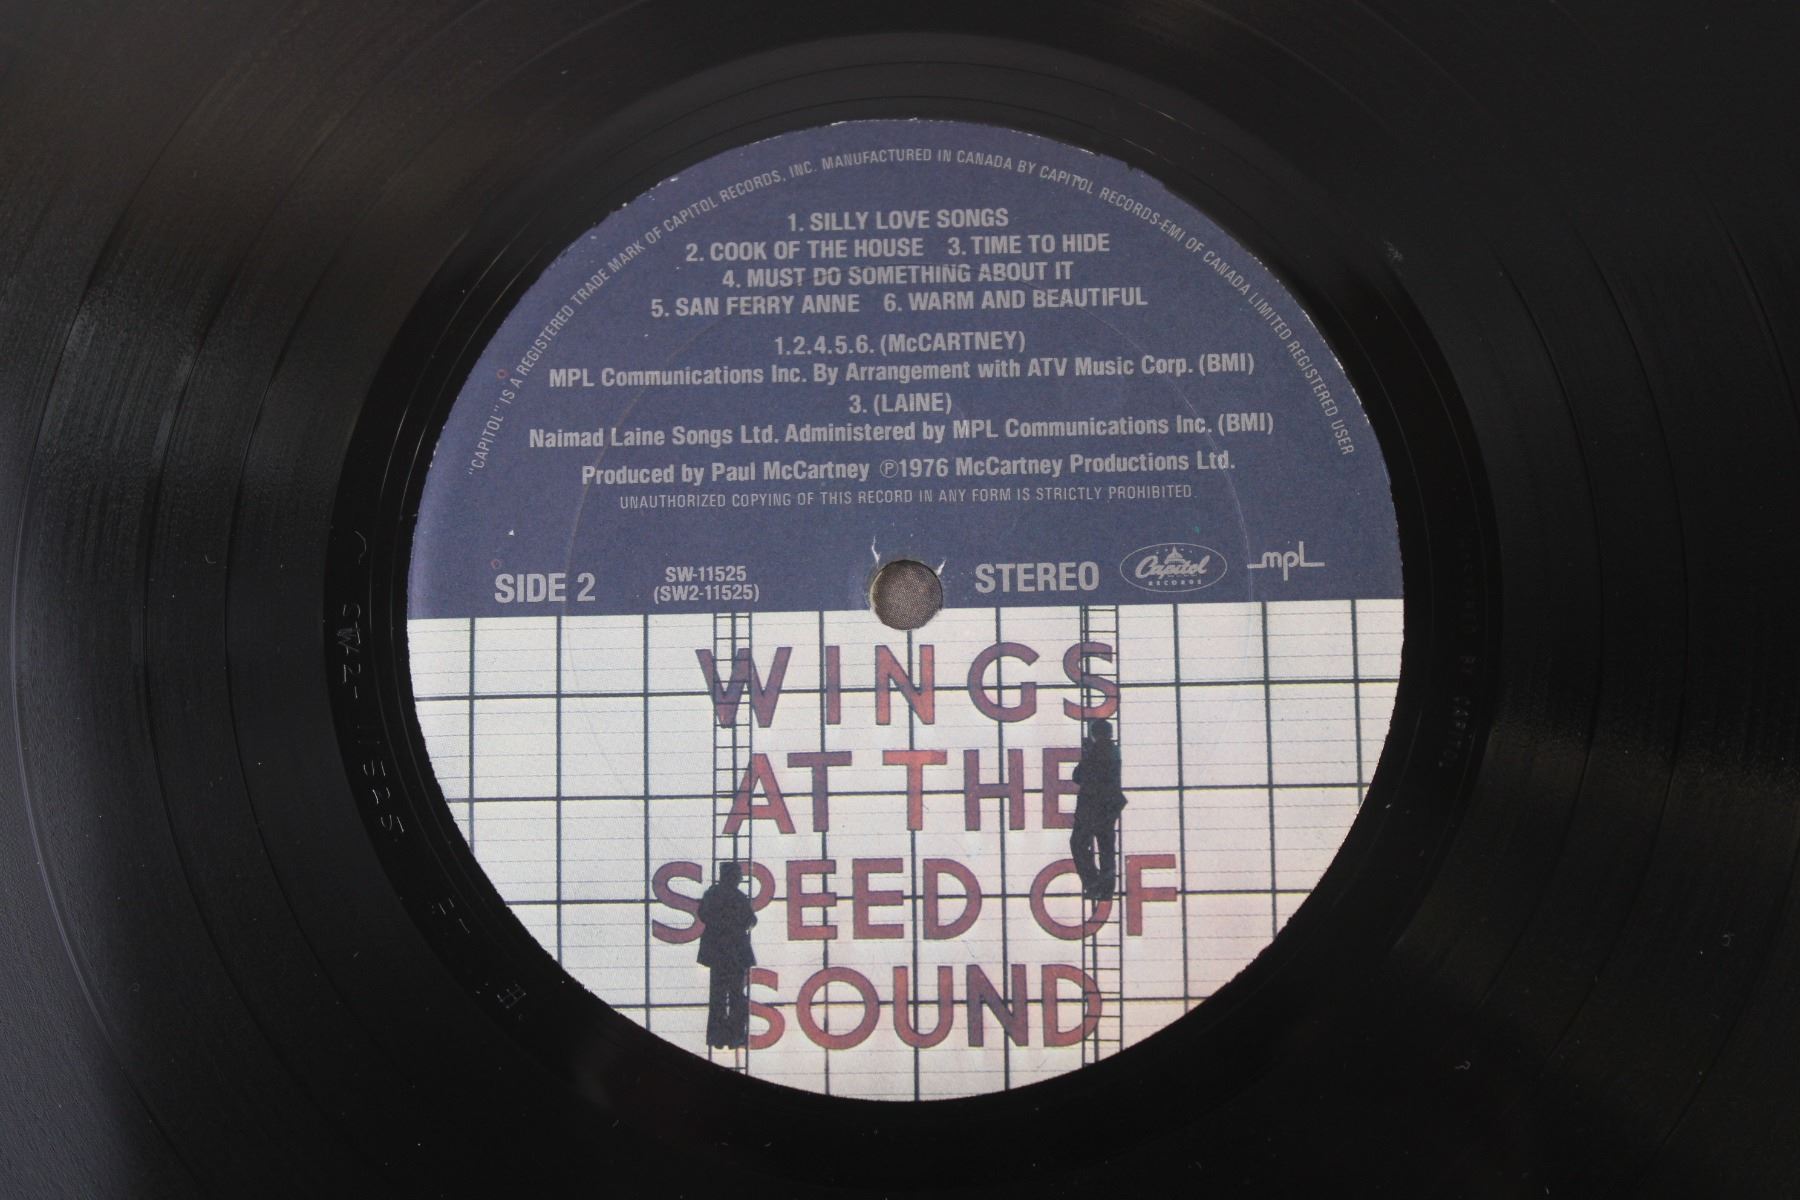 "CAPITOL" IS A REGISTERED TRADE MARK OF CAPITOL RECORDS, INC. MANUFACTURED IN CANADA BY CAPITOL RECORDS-EMI OF CANADA LIMITED REGISTERED USER
1. SILLY LOVE SONGS
2. COOK OF THE HOUSE 3. TIME TO HIDE
4. MUST DO SOMETHING ABOUT IT
5. SAN FERRY ANNE 6. WARM AND BEAUTIFUL
1.2.4.5.6. (McCARTNEY)
MPL Communications Inc. By Arrangement with ATV Music Corp. (BMI)
3. (LAINE)
Naimad Laine Songs Ltd. Administered by MPL Communications Inc. (BMI)
Produced by Paul McCartney ℗1976 McCartney Productions Ltd.
UNAUTHORIZED COPYING OF THIS RECORD IN ANY FORM IS STRICTLY PROHIBITED.
SIDE 2 SW-11525 STEREO Capitol RECORDS mpl
(SW2-11525)
WINGS
AT THE
SPEED OF
SOUND